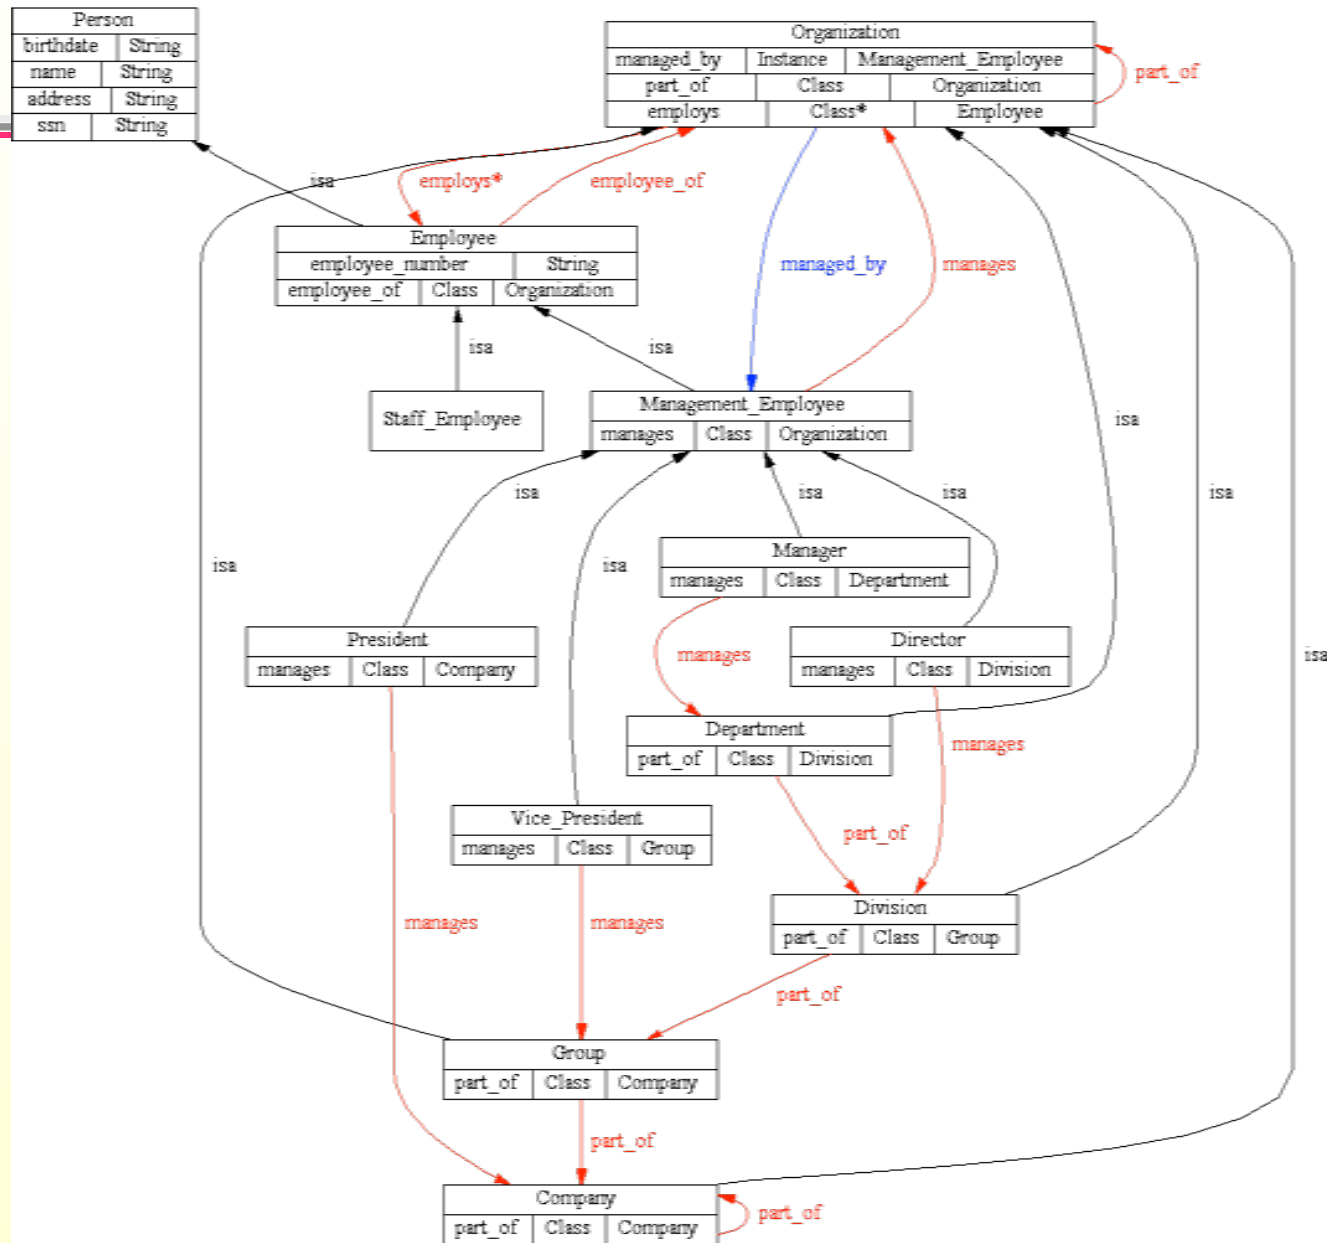 Person
birthdate String
name String
address String
ssn String
Organization
managed_by Instance Management_Employee
part_of Class Organization
employs Class* Employee
part_of
isa
employs*
employee_of
Employee
employee_number String
employee_of Class Organization
managed_by
manages
isa
isa
Staff_Employee
Management_Employee
manages Class Organization
isa
isa
isa
isa
isa
isa
Manager
manages Class Department
isa
isa
President
manages Class Company
manages
Director
manages Class Division
isa
Department
part_of Class Division
manages
Vice_President
manages Class Group
part_of
Division
part_of Class Group
manages
manages
part_of
Group
part_of Class Company
part_of
Company
part_of Class Company
part_of